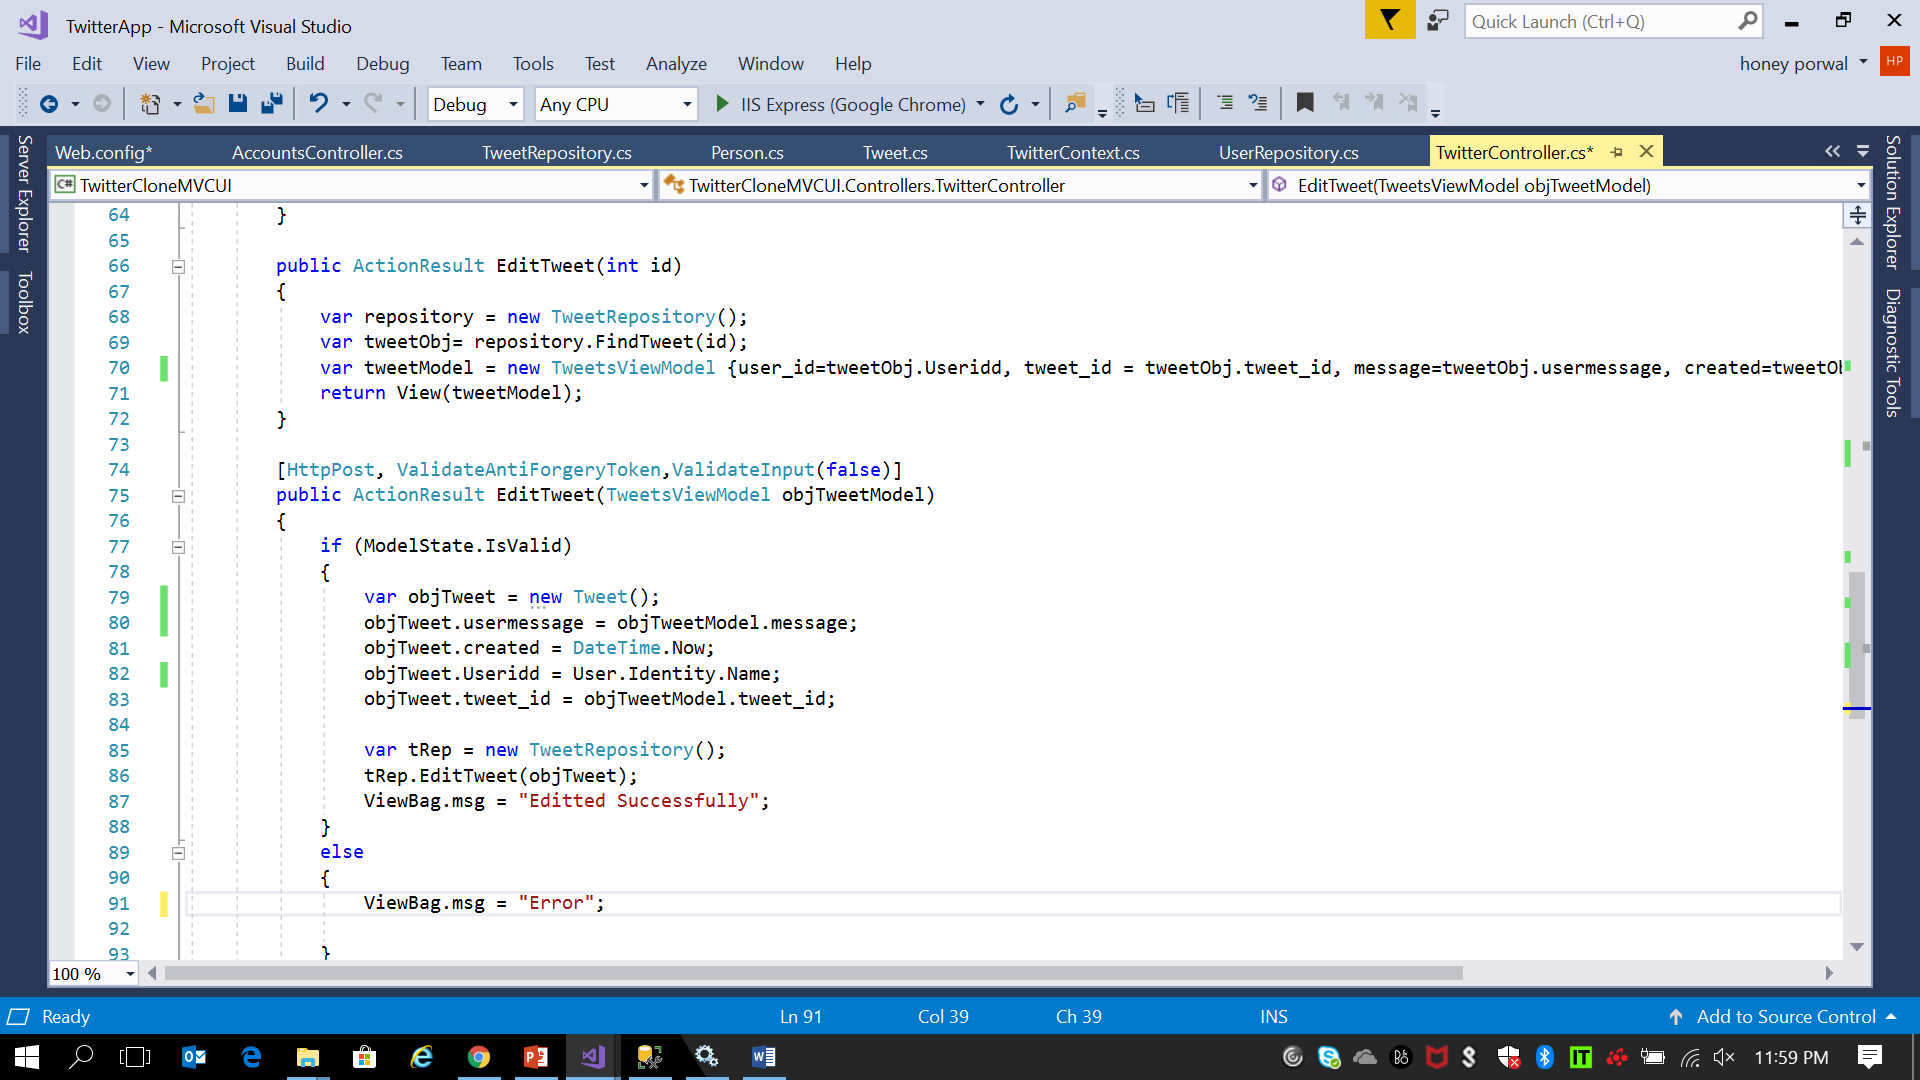 TwitterApp - Microsoft Visual Studio
Quick Launch (Ctrl+Q)
File Edit View Project Build Debug Team Tools Test Analyze Window Help
honey porwal HP
Debug Any CPU IIS Express (Google Chrome)
Web.config* AccountsController.cs TweetRepository.cs Person.cs Tweet.cs TwitterContext.cs UserRepository.cs TwitterController.cs*
C# TwitterCloneMVCUI TwitterCloneMVCUI.Controllers.TwitterController EditTweet(TweetsViewModel objTweetModel)
Server Explorer
Toolbox
Solution Explorer
Diagnostic Tools
64 }
65
66 public ActionResult EditTweet(int id)
67 {
68 var repository = new TweetRepository();
69 var tweetObj= repository.FindTweet(id);
70 var tweetModel = new TweetsViewModel {user_id=tweetObj.Useridd, tweet_id = tweetObj.tweet_id, message=tweetObj.usermessage, created=tweetOb
71 return View(tweetModel);
72 }
73
74 [HttpPost, ValidateAntiForgeryToken,ValidateInput(false)]
75 public ActionResult EditTweet(TweetsViewModel objTweetModel)
76 {
77 if (ModelState.IsValid)
78 {
79 var objTweet = new Tweet();
80 objTweet.usermessage = objTweetModel.message;
81 objTweet.created = DateTime.Now;
82 objTweet.Useridd = User.Identity.Name;
83 objTweet.tweet_id = objTweetModel.tweet_id;
84
85 var tRep = new TweetRepository();
86 tRep.EditTweet(objTweet);
87 ViewBag.msg = "Editted Successfully";
88 }
89 else
90 {
91 ViewBag.msg = "Error";
92
93 }
100 %
Ready Ln 91 Col 39 Ch 39 INS Add to Source Control
11:59 PM